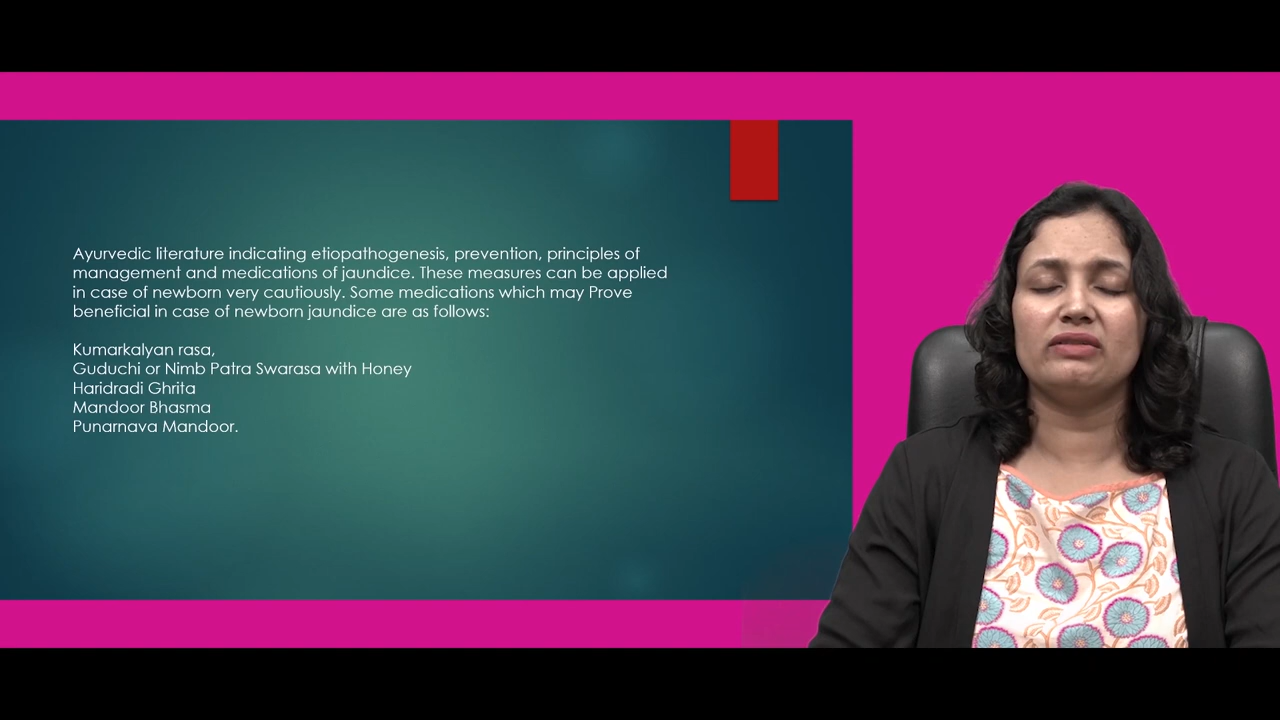 Ayurvedic literature indicating etiopathogenesis, prevention, principles of
management and medications of jaundice. These measures can be applied
in case of newborn very cautiously. Some medications which may Prove
beneficial in case of newborn jaundice are as follows:
Kumarkalyan rasa,
Guduchi or Nimb Patra Swarasa with Honey
Haridradi Ghrita
Mandoor Bhasma
Punarnava Mandoor.